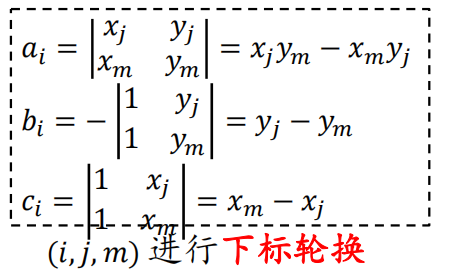 a_i = |x_j y_j; x_m y_m| = x_j y_m − x_m y_j
b_i = −|1 y_j; 1 y_m| = y_j − y_m
c_i = |1 x_j; 1 x_m| = x_m − x_j
(i, j, m) 进行下标轮换